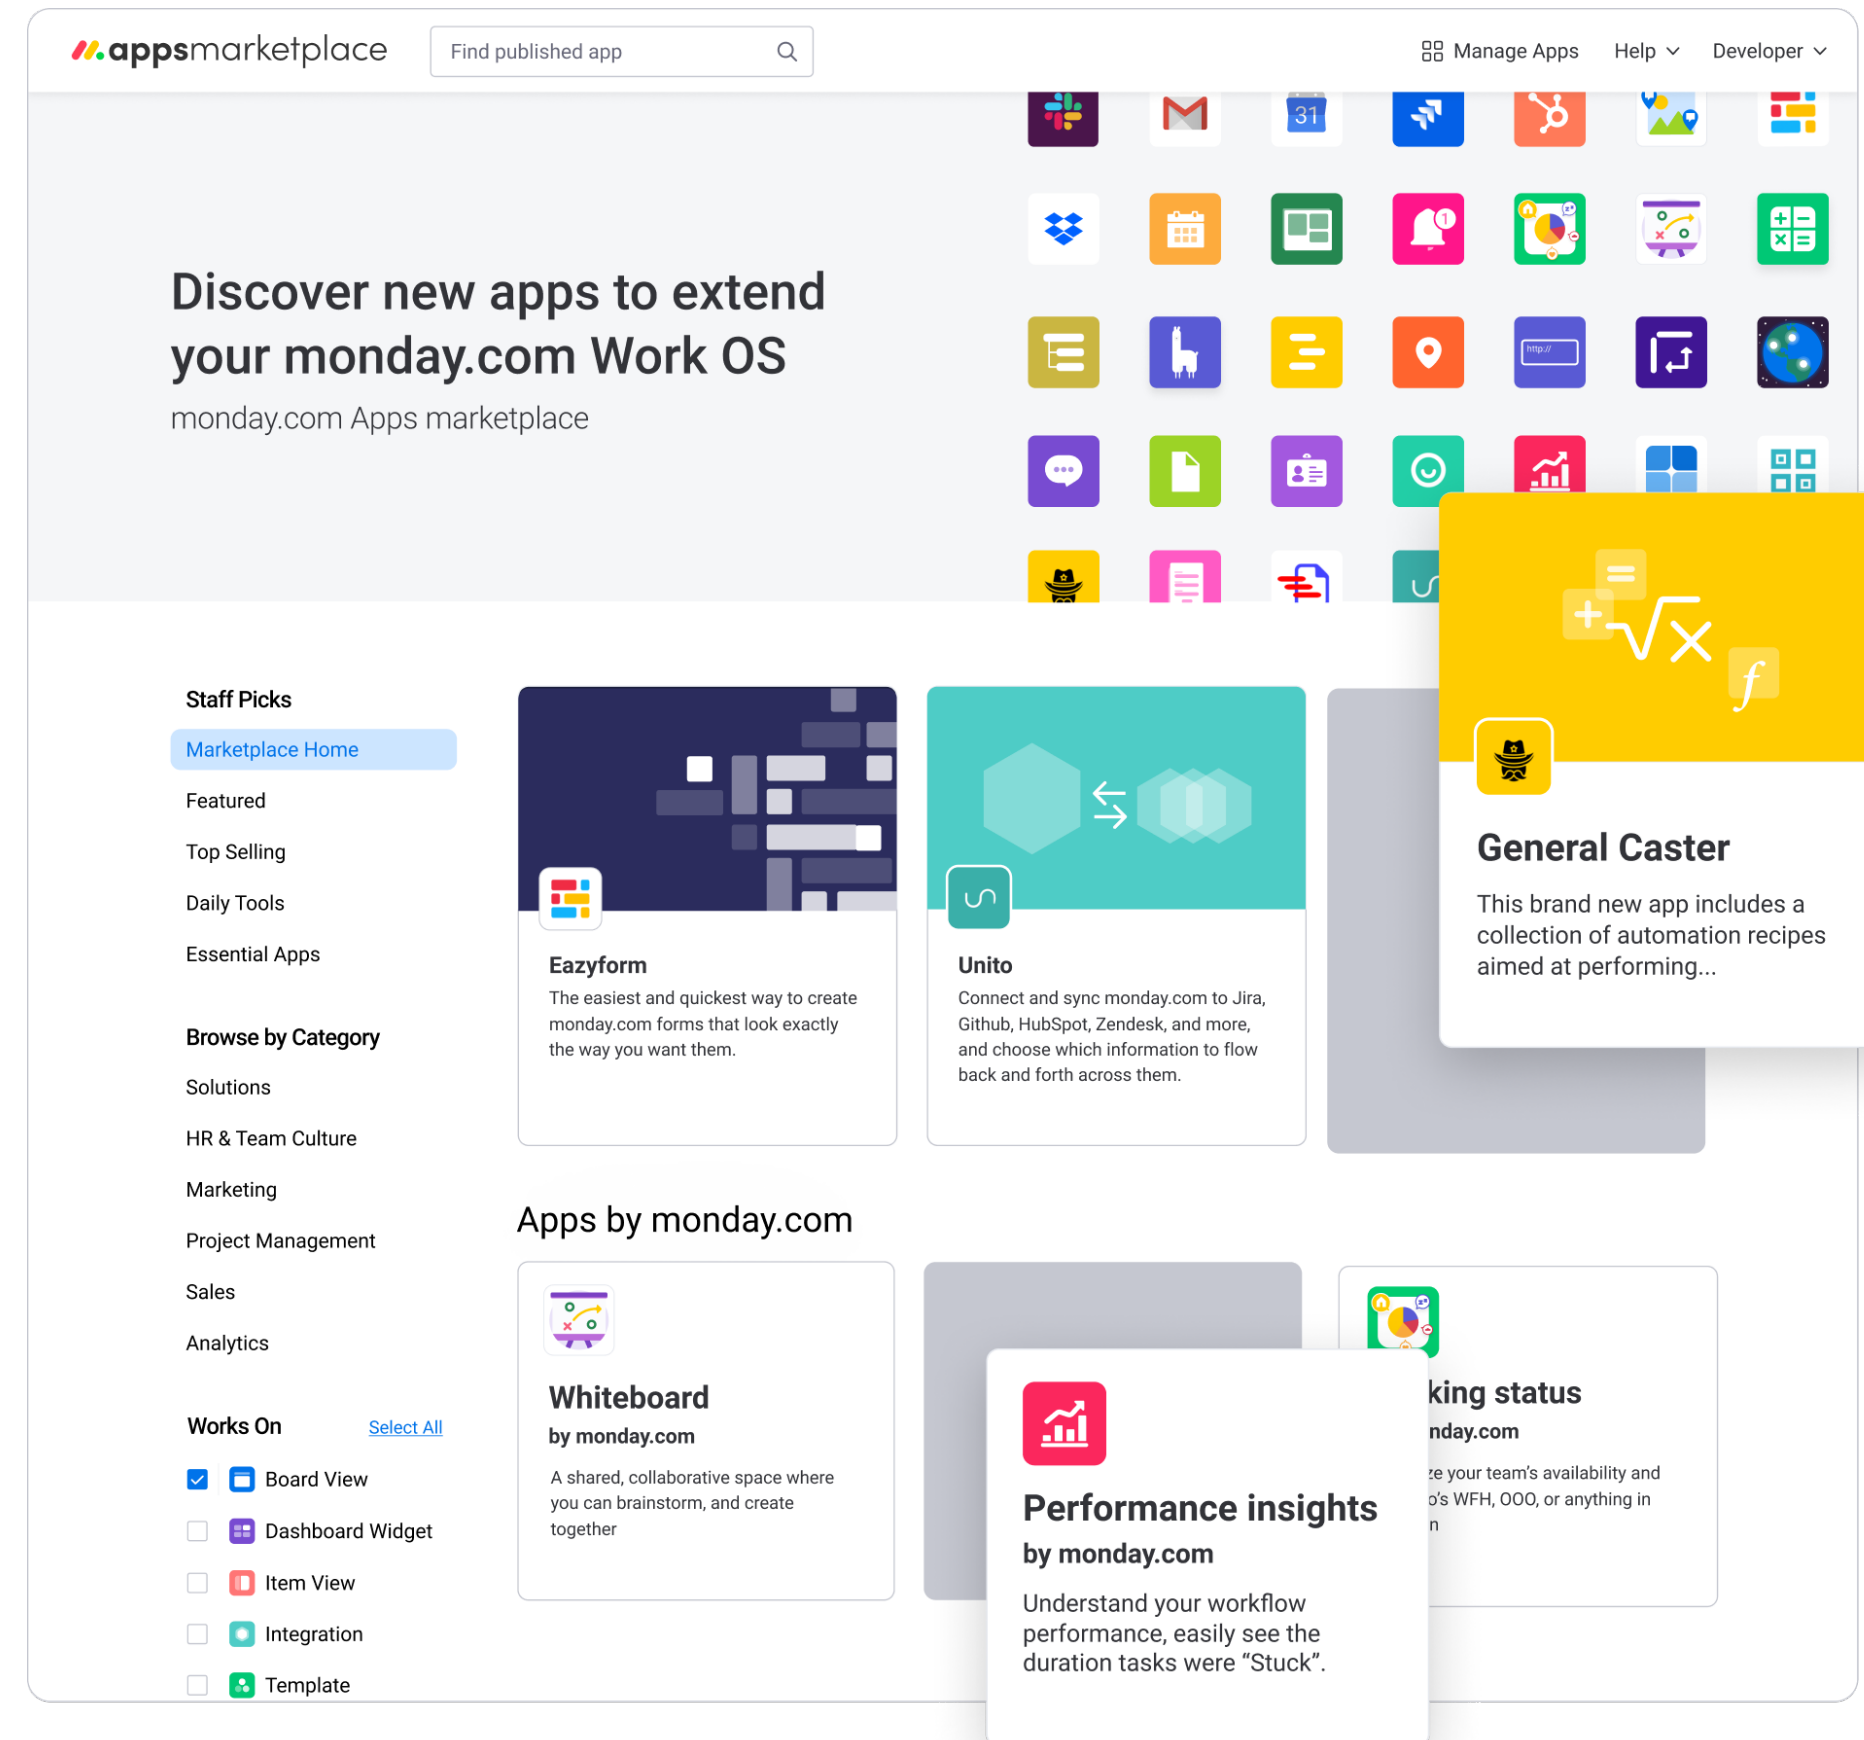 appsmarketplace
Find published app
Manage Apps
Help
Developer
31
1
Discover new apps to extend
your monday.com Work OS
monday.com Apps marketplace
http://
Staff Picks
Marketplace Home
Featured
Top Selling
Daily Tools
Essential Apps
Browse by Category
Solutions
HR & Team Culture
Marketing
Project Management
Sales
Analytics
Works On
Select All
Board View
Dashboard Widget
Item View
Integration
Template
Eazyform
The easiest and quickest way to create
monday.com forms that look exactly
the way you want them.
Unito
Connect and sync monday.com to Jira,
Github, HubSpot, Zendesk, and more,
and choose which information to flow
back and forth across them.
General Caster
This brand new app includes a
collection of automation recipes
aimed at performing...
Apps by monday.com
Whiteboard
by monday.com
A shared, collaborative space where
you can brainstorm, and create
together
Performance insights
by monday.com
Understand your workflow
performance, easily see the
duration tasks were “Stuck”.
king status
nday.com
ze your team’s availability and
o’s WFH, OOO, or anything in
n